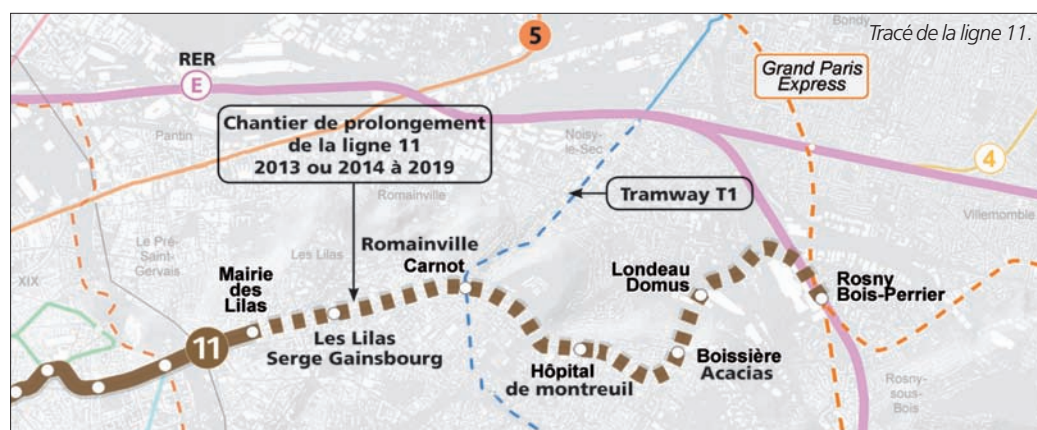 Tracé de la ligne 11.
Bondy
5
RER
E
Grand Paris
Express
Chantier de prolongement
de la ligne 11
2013 ou 2014 à 2019
Pantin
Noisy-
le-Sec
4
Romainville
Tramway T1
Villemomble
Le Pré-
Saint-
Gervais
Les Lilas
Romainville
Carnot
Mairie
des
Lilas
Londeau
Domus
Rosny
Bois-Perrier
XIX
11
Les Lilas
Serge Gainsbourg
Hôpital
de montreuil
Boissière
Acacias
Rosny-
sous-
Bois